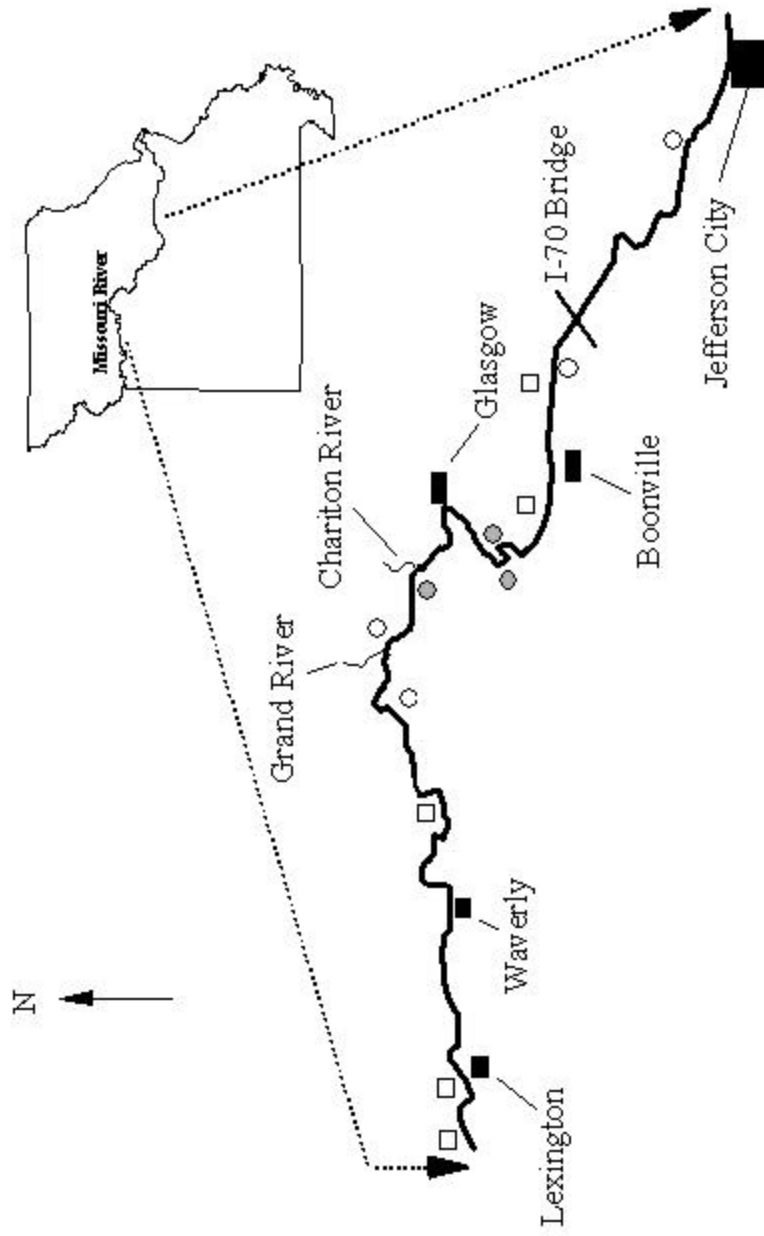 N
Missouri River
Grand River
Chariton River
Glasgow
I-70 Bridge
Lexington
Waverly
Boonville
Jefferson City